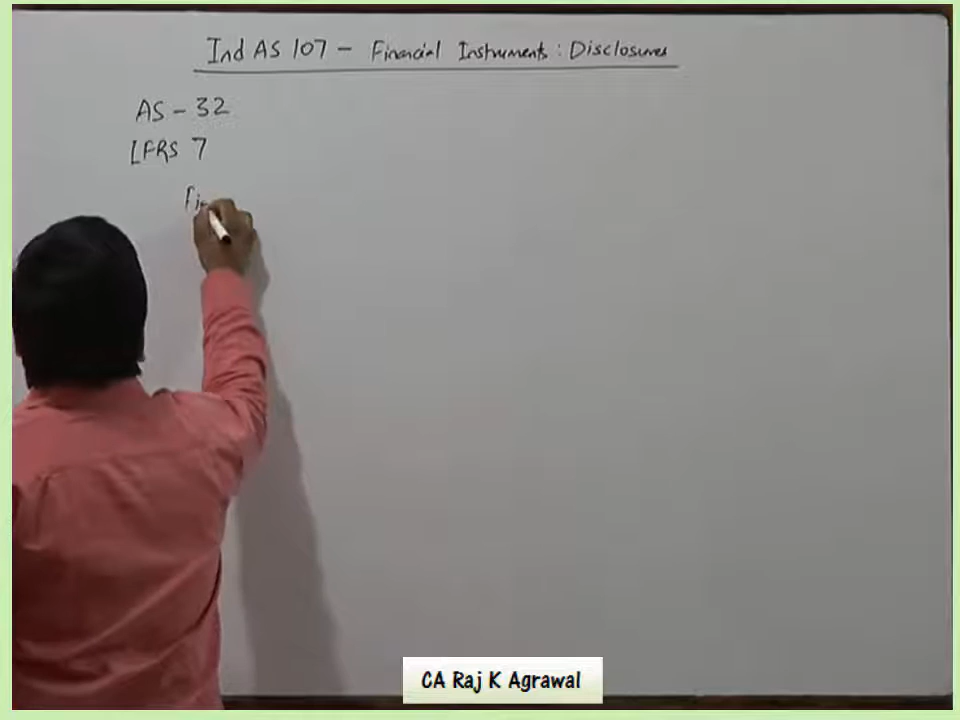 Ind AS 107 - Financial Instruments : Disclosures
AS - 32
IFRS 7
CA Raj K Agrawal